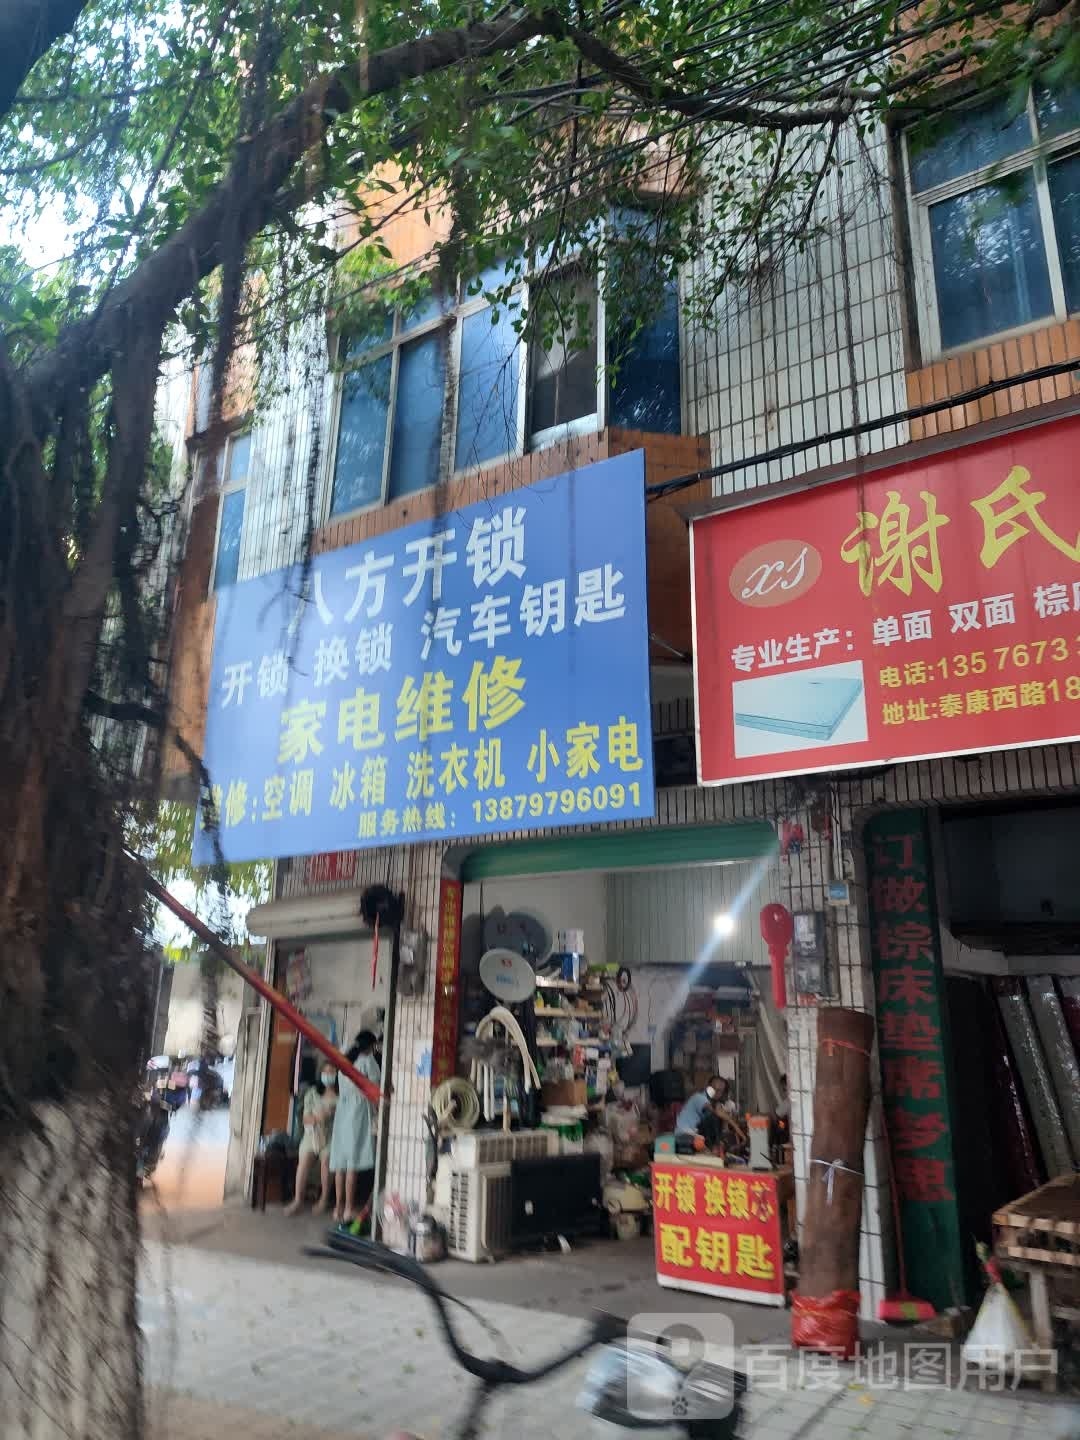 八方开锁
开锁 换锁 汽车钥匙
家电维修
修:空调 冰箱 洗衣机 小家电
服务热线: 13879796091
xs 谢氏
专业生产: 单面 双面 棕
电话:13576733
地址:泰康西路18
订做棕床垫席梦思
开锁 换锁芯
配钥匙
百度地图用户